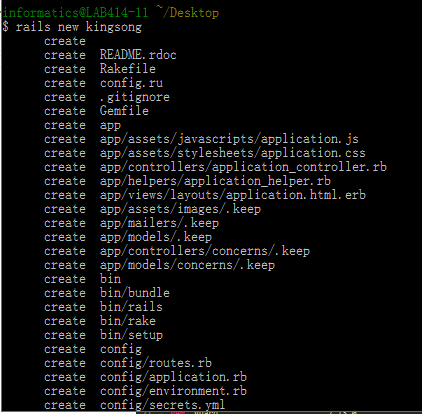 informatics@LAB414-11 ~/Desktop
$ rails new kingsong
create
create README.rdoc
create Rakefile
create config.ru
create .gitignore
create Gemfile
create app
create app/assets/javascripts/application.js
create app/assets/stylesheets/application.css
create app/controllers/application_controller.rb
create app/helpers/application_helper.rb
create app/views/layouts/application.html.erb
create app/assets/images/.keep
create app/mailers/.keep
create app/models/.keep
create app/controllers/concerns/.keep
create app/models/concerns/.keep
create bin
create bin/bundle
create bin/rails
create bin/rake
create bin/setup
create config
create config/routes.rb
create config/application.rb
create config/environment.rb
create config/secrets.yml